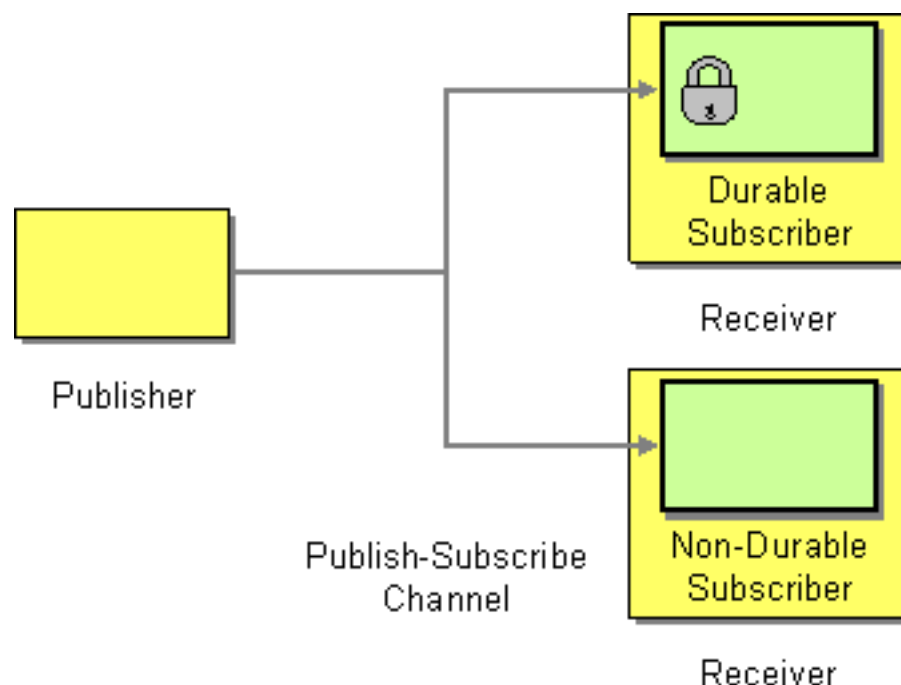 Durable
Subscriber
Receiver
Publisher
Publish-Subscribe
Channel
Non-Durable
Subscriber
Receiver